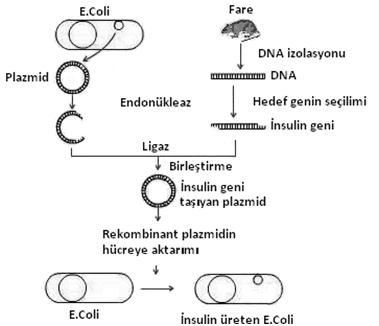 E.Coli
Fare
DNA izolasyonu
Plazmid
DNA
Endonükleaz
Hedef genin seçilimi
İnsulin geni
Ligaz
Birleştirme
İnsulin geni
taşıyan plazmid
Rekombinant plazmidin
hücreye aktarımı
E.Coli
İnsulin üreten E.Coli